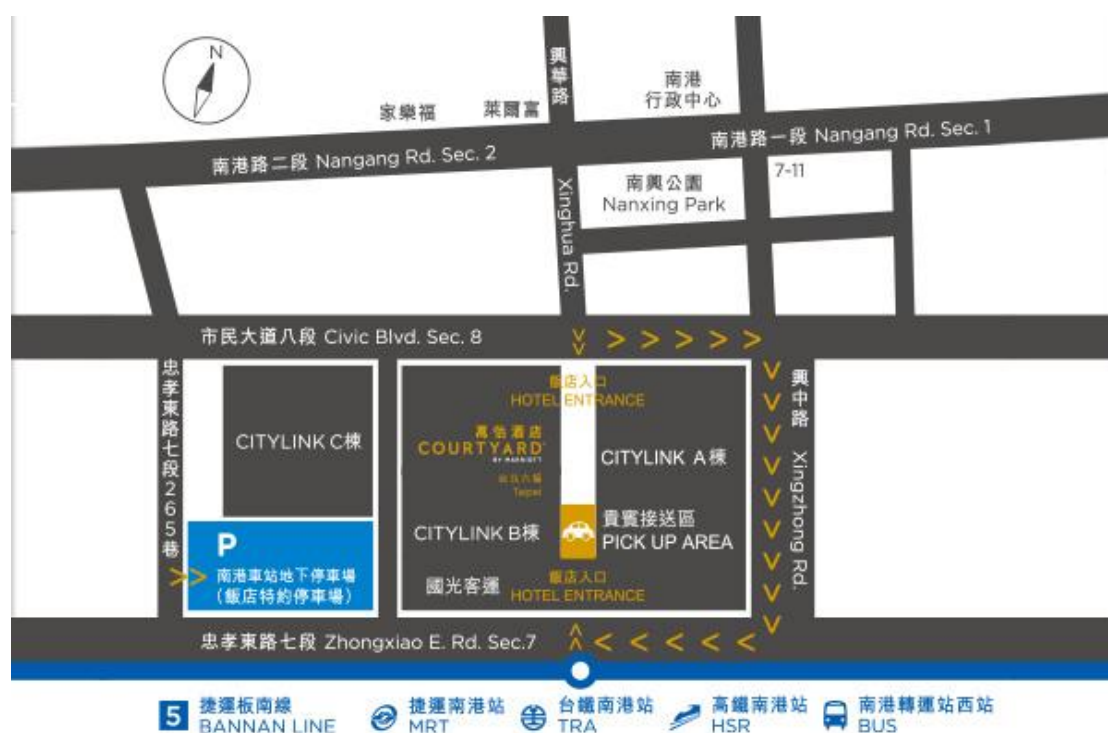 N
興華路
南港
行政中心
家樂福
萊爾富
南港路一段 Nangang Rd. Sec. 1
南港路二段 Nangang Rd. Sec. 2
7-11
南興公園
Nanxing Park
Xinghua Rd.
市民大道八段 Civic Blvd. Sec. 8
忠孝東路七段265巷
興中路 Xingzhong Rd.
飯店入口
HOTEL ENTRANCE
CITYLINK C棟
萬怡酒店
COURTYARD
BY MARRIOTT
Taipei
CITYLINK A棟
CITYLINK B棟
貴賓接送區
PICK UP AREA
P
南港車站地下停車場
(飯店特約停車場)
國光客運
飯店入口
HOTEL ENTRANCE
忠孝東路七段 Zhongxiao E. Rd. Sec.7
5
捷運板南線
BANNAN LINE
捷運南港站
MRT
台鐵南港站
TRA
高鐵南港站
HSR
南港轉運站西站
BUS